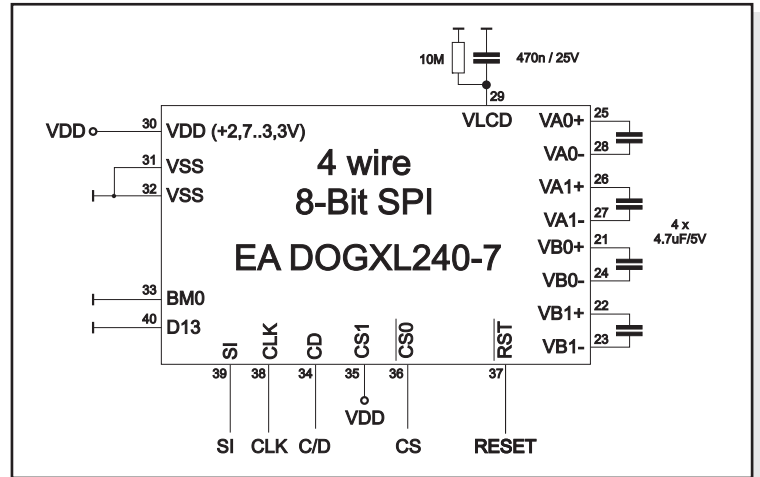 10M
470n / 25V
29
VLCD
VDD
30
VDD (+2,7..3,3V)
31
VSS
32
VSS
4 wire
8-Bit SPI
EA DOGXL240-7
VA0+
25
VA0-
28
VA1+
26
VA1-
27
VB0+
21
VB0-
24
VB1+
22
VB1-
23
4 x
4.7uF/5V
33
BM0
40
D13
SI
CLK
CD
CS1
CS0
RST
39
38
34
35
36
37
VDD
SI
CLK
C/D
CS
RESET